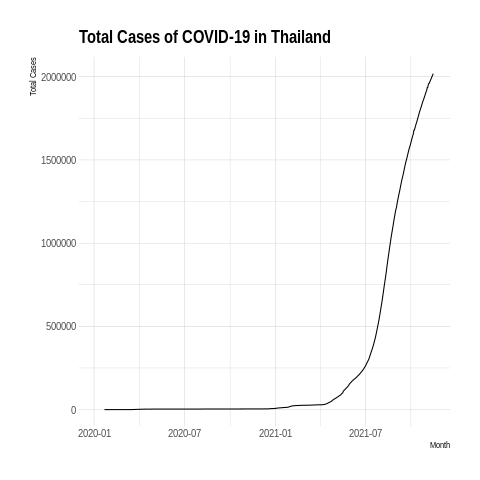 Total Cases of COVID-19 in Thailand
Total Cases
2000000
1500000
1000000
500000
0
2020-01 2020-07 2021-01 2021-07
Month